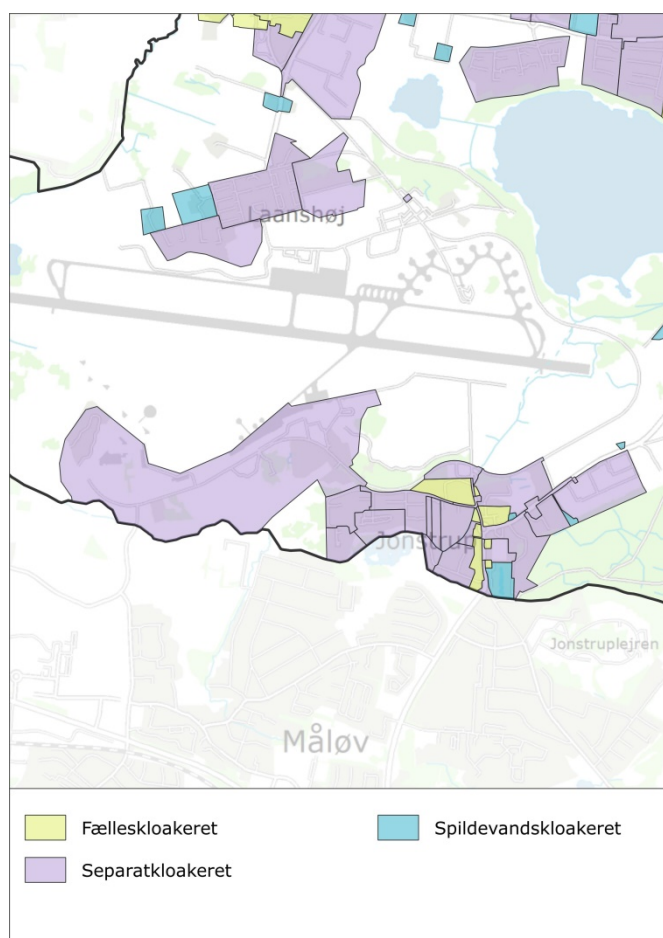 Laanshøj
Jonstrup
Jonstruplejren
Måløv
Fælleskloakeret
Spildevandskloakeret
Separatkloakeret